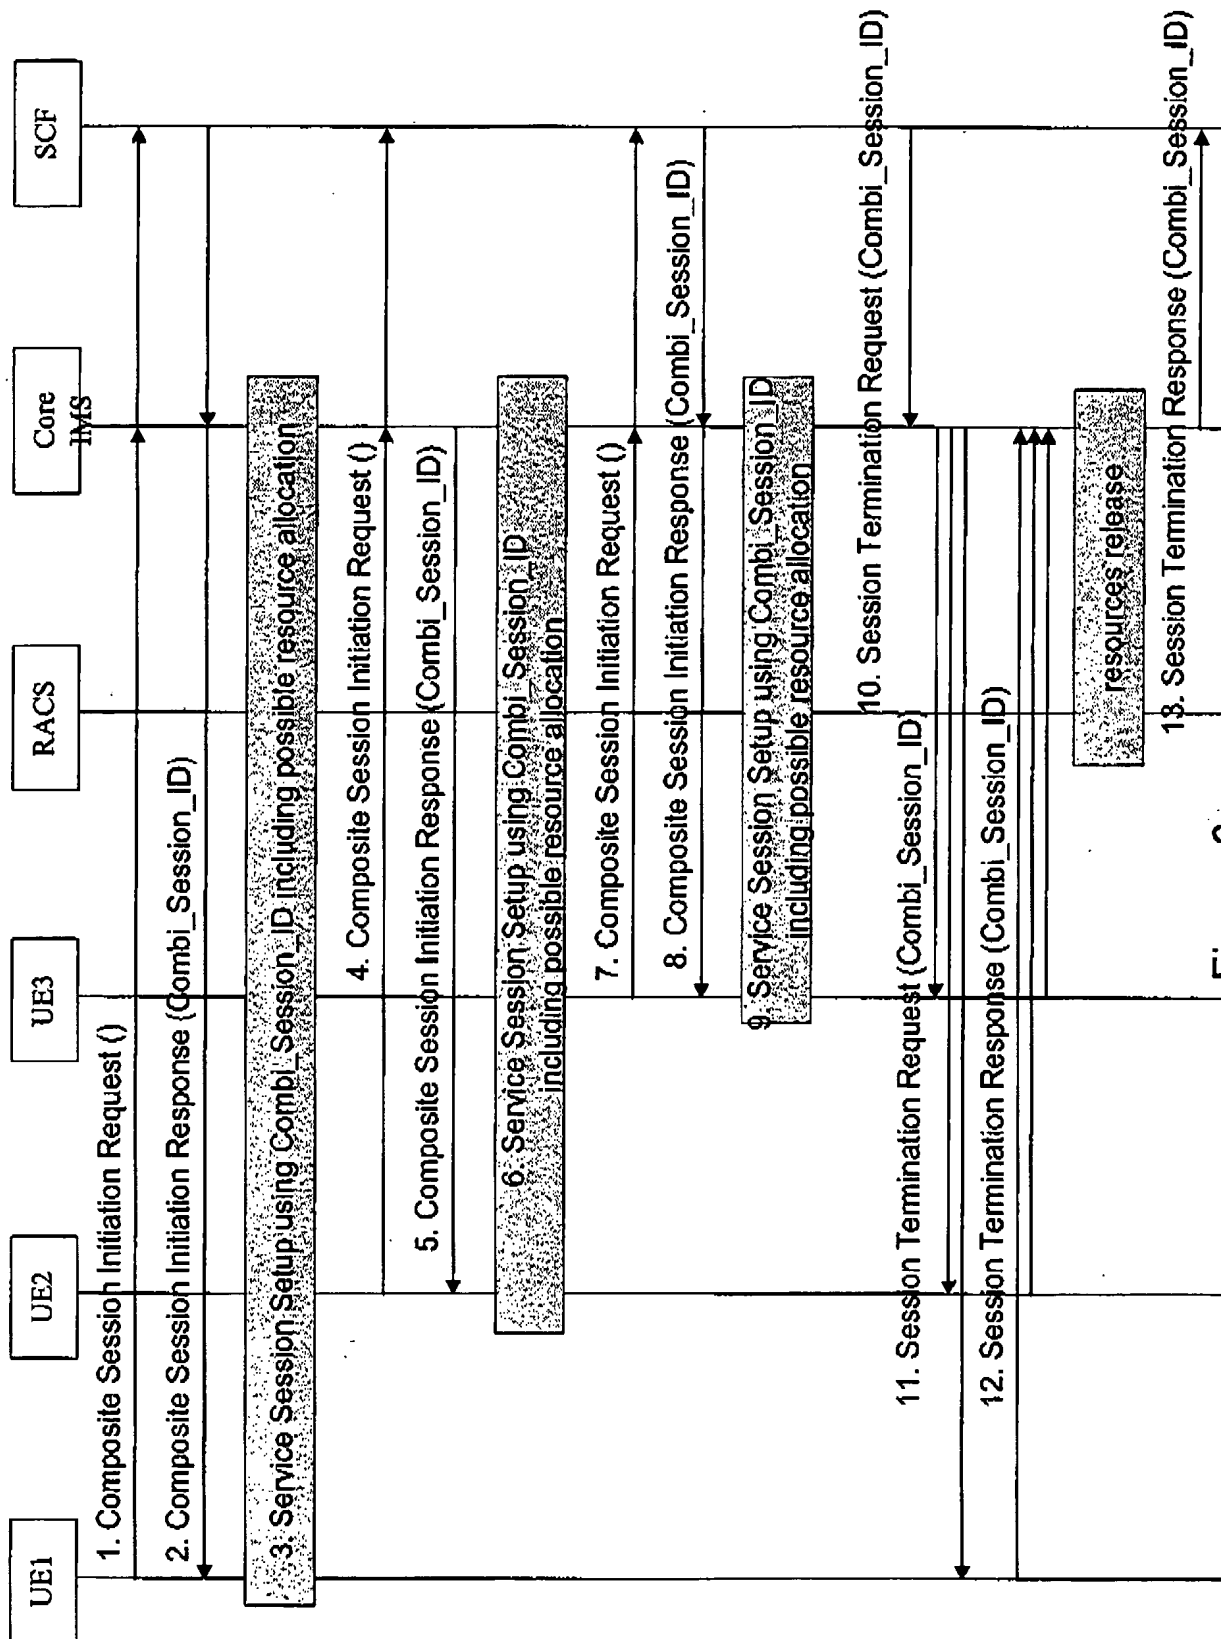 UE1
UE2
UE3
RACS
Core
IMS
SCF
1. Composite Session Initiation Request ()
2. Composite Session Initiation Response (Combi_Session_ID)
3. Service Session Setup using Combi_Session_ID including possible resource allocation
4. Composite Session Initiation Request ()
5. Composite Session Initiation Response (Combi_Session_ID)
6. Service Session Setup using Combi_Session_ID
including possible resource allocation
7. Composite Session Initiation Request ()
8. Composite Session Initiation Response (Combi_Session_ID)
9. Service Session Setup using Combi_Session_ID
including possible resource allocation
10. Session Termination Request (Combi_Session_ID)
11. Session Termination Request (Combi_Session_ID)
12. Session Termination Response (Combi_Session_ID)
resources release
13. Session Termination Response (Combi_Session_ID)